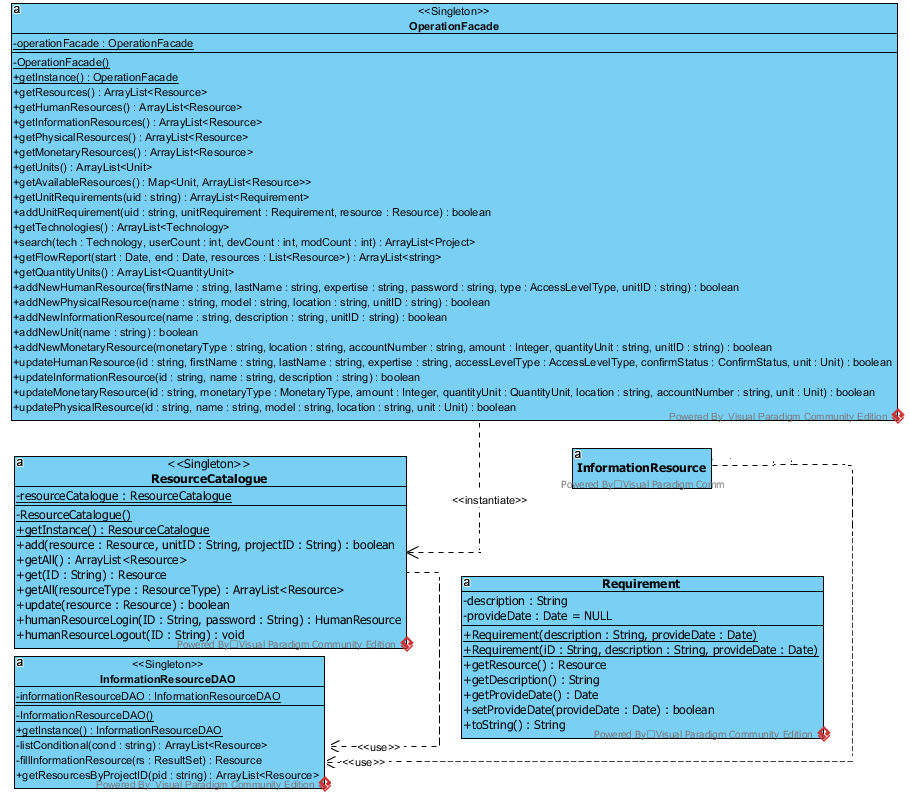 a
<<Singleton>>
OperationFacade
-operationFacade : OperationFacade
-OperationFacade()
+getInstance() : OperationFacade
+getResources() : ArrayList<Resource>
+getHumanResources() : ArrayList<Resource>
+getInformationResources() : ArrayList<Resource>
+getPhysicalResources() : ArrayList<Resource>
+getMonetaryResources() : ArrayList<Resource>
+getUnits() : ArrayList<Unit>
+getAvailableResources() : Map<Unit, ArrayList<Resource>>
+getUnitRequirements(uid : string) : ArrayList<Requirement>
+addUnitRequirement(uid : string, unitRequirement : Requirement, resource : Resource) : boolean
+getTechnologies() : ArrayList<Technology>
+search(tech : Technology, userCount : int, devCount : int, modCount : int) : ArrayList<Project>
+getFlowReport(start : Date, end : Date, resources : List<Resource>) : ArrayList<string>
+getQuantityUnits() : ArrayList<QuantityUnit>
+addNewHumanResource(firstName : string, lastName : string, expertise : string, password : string, type : AccessLevelType, unitID : string) : boolean
+addNewPhysicalResource(name : string, model : string, location : string, unitID : string) : boolean
+addNewInformationResource(name : string, description : string, unitID : string) : boolean
+addNewUnit(name : string) : boolean
+addNewMonetaryResource(monetaryType : string, location : string, accountNumber : string, amount : Integer, quantityUnit : string, unitID : string) : boolean
+updateHumanResource(id : string, firstName : string, lastName : string, expertise : string, accessLevelType : AccessLevelType, confirmStatus : ConfirmStatus, unit : Unit) : boolean
+updateInformationResource(id : string, name : string, description : string) : boolean
+updateMonetaryResource(id : string, monetaryType : MonetaryType, amount : Integer, quantityUnit : QuantityUnit, location : string, accountNumber : string, unit : Unit) : boolean
+updatePhysicalResource(id : string, name : string, model : string, location : string, unit : Unit) : boolean
Powered By Visual Paradigm Community Edition
a
<<Singleton>>
ResourceCatalogue
-resourceCatalogue : ResourceCatalogue
-ResourceCatalogue()
+getInstance() : ResourceCatalogue
+add(resource : Resource, unitID : String, projectID : String) : boolean
+getAll() : ArrayList<Resource>
+get(ID : String) : Resource
+getAll(resourceType : ResourceType) : ArrayList<Resource>
+update(resource : Resource) : boolean
+humanResourceLogin(ID : String, password : String) : HumanResource
+humanResourceLogout(ID : String) : void
Powered By Visual Paradigm Community Edition
<<instantiate>>
a
InformationResource
Powered By Visual Paradigm Comm
a
Requirement
-description : String
-provideDate : Date = NULL
+Requirement(description : String, provideDate : Date)
+Requirement(iD : String, description : String, provideDate : Date)
+getResource() : Resource
+getDescription() : String
+getProvideDate() : Date
+setProvideDate(provideDate : Date) : boolean
+toString() : String
Powered By Visual Paradigm Community Edition
a
<<Singleton>>
InformationResourceDAO
-informationResourceDAO : InformationResourceDAO
-InformationResourceDAO()
+getInstance() : InformationResourceDAO
-listConditional(cond : string) : ArrayList<Resource>
-fillInformationResource(rs : ResultSet) : Resource
+getResourcesByProjectID(pid : string) : ArrayList<Resource>
Powered By Visual Paradigm Community Edition
<<use>>
<<use>>